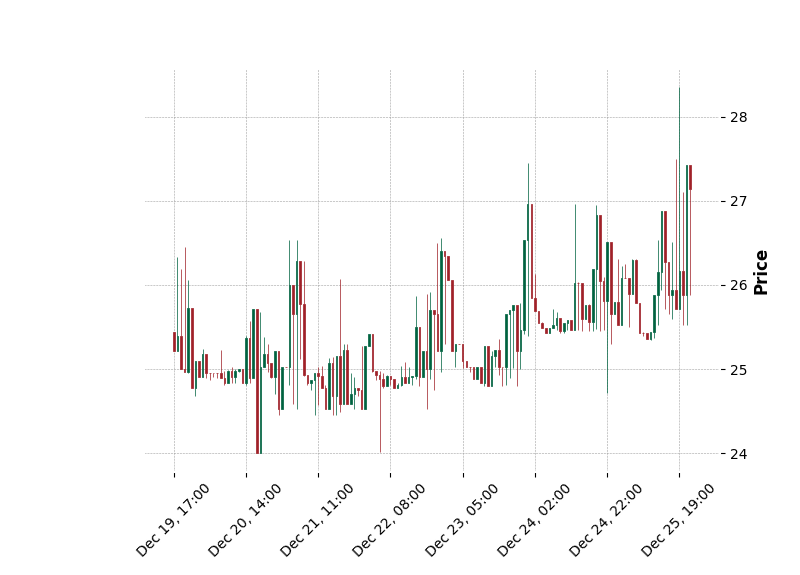 28
27
26
25
24
Price
Dec 19, 17:00
Dec 20, 14:00
Dec 21, 11:00
Dec 22, 08:00
Dec 23, 05:00
Dec 24, 02:00
Dec 24, 22:00
Dec 25, 19:00